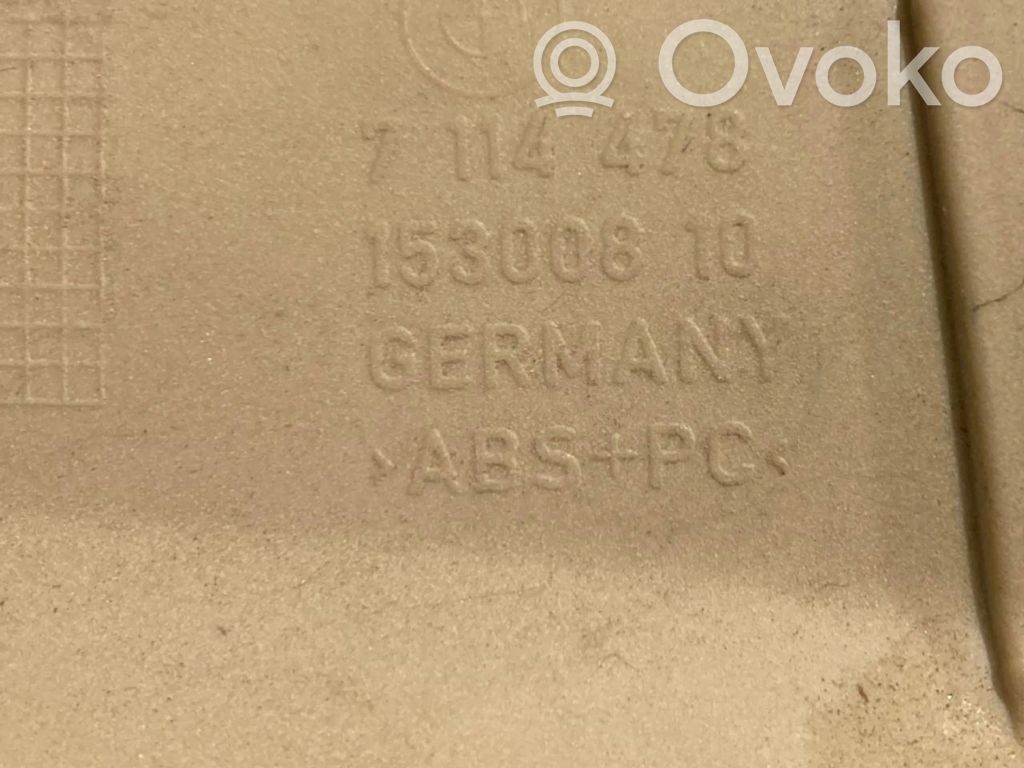 Ovoko
7 114 478
153008 10
GERMANY
>ABS+PC<